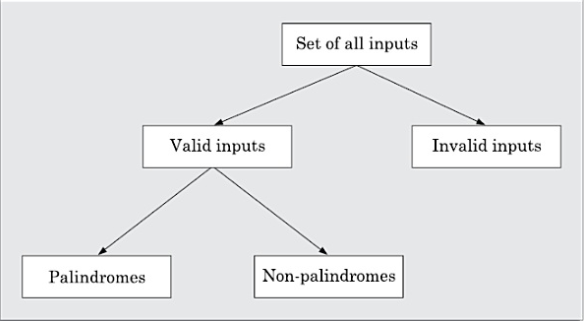 Set of all inputs
Valid inputs
Invalid inputs
Palindromes
Non-palindromes